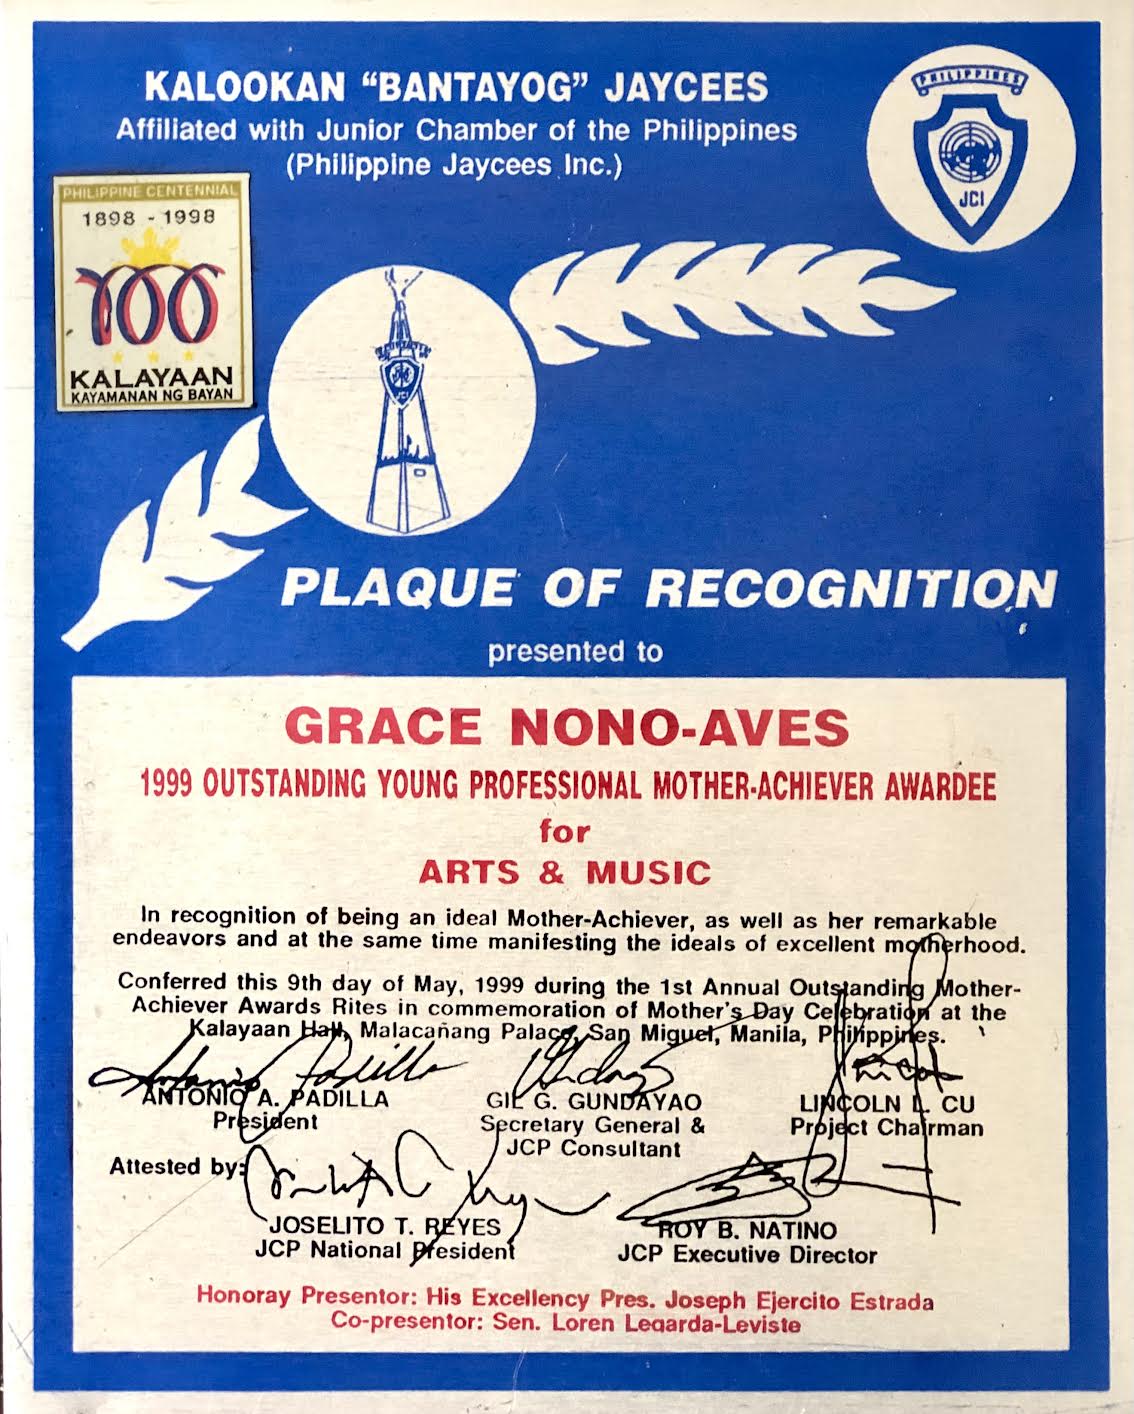 KALOOKAN “BANTAYOG” JAYCEES
Affiliated with Junior Chamber of the Philippines
(Philippine Jaycees Inc.)
PHILIPPINES
JCI
PHILIPPINE CENTENNIAL
1898 - 1998
100
KALAYAAN
KAYAMANAN NG BAYAN
JCI
PLAQUE OF RECOGNITION
presented to
GRACE NONO-AVES
1999 OUTSTANDING YOUNG PROFESSIONAL MOTHER-ACHIEVER AWARDEE
for
ARTS & MUSIC
In recognition of being an ideal Mother-Achiever, as well as her remarkable
endeavors and at the same time manifesting the ideals of excellent motherhood.
Conferred this 9th day of May, 1999 during the 1st Annual Outstanding Mother-
Achiever Awards Rites in commemoration of Mother's Day Celebration at the
Kalayaan Hall, Malacañang Palace, San Miguel, Manila, Philippines.
Antonio Padilla
ANTONIO A. PADILLA
President
GIL G. GUNDAYAO
Secretary General &
JCP Consultant
LINCOLN L. CU
Project Chairman
Attested by:
JOSELITO T. REYES
JCP National President
ROY B. NATINO
JCP Executive Director
Honoray Presentor: His Excellency Pres. Joseph Ejercito Estrada
Co-presentor: Sen. Loren Legarda-Leviste